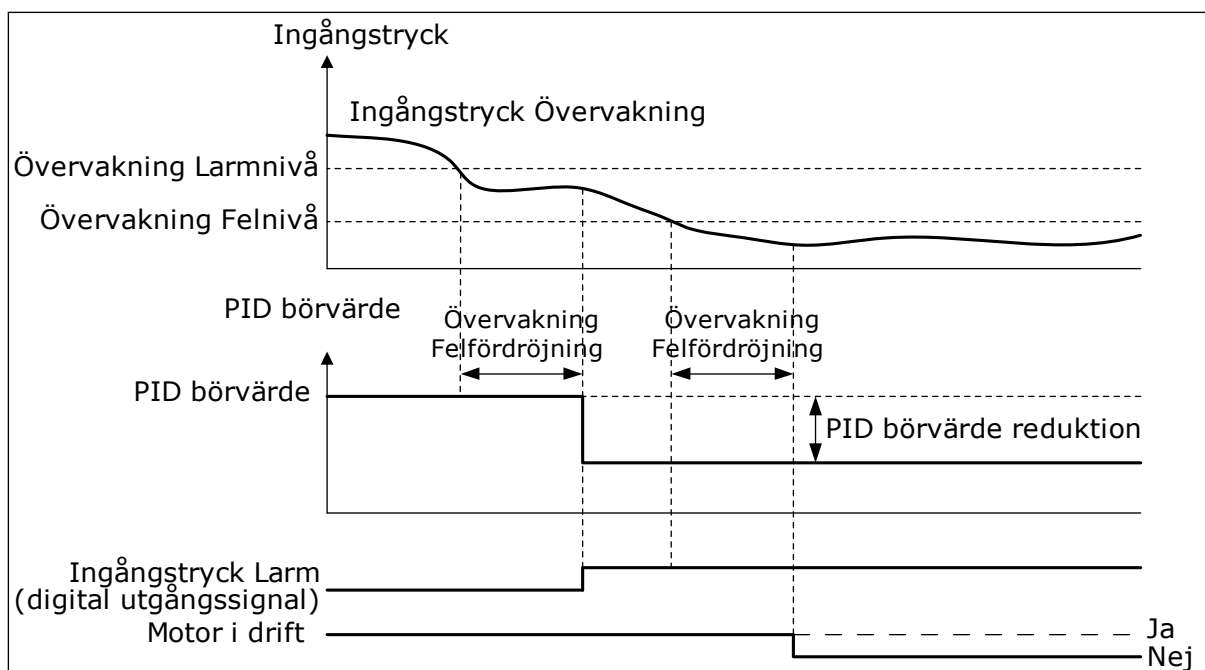 Ingångstryck
Ingångstryck Övervakning
Övervakning Larmnivå
Övervakning Felnivå
PID börvärde
Övervakning
Felfördröjning
Övervakning
Felfördröjning
PID börvärde
PID börvärde reduktion
Ingångstryck Larm
(digital utgångssignal)
Motor i drift
Ja
Nej